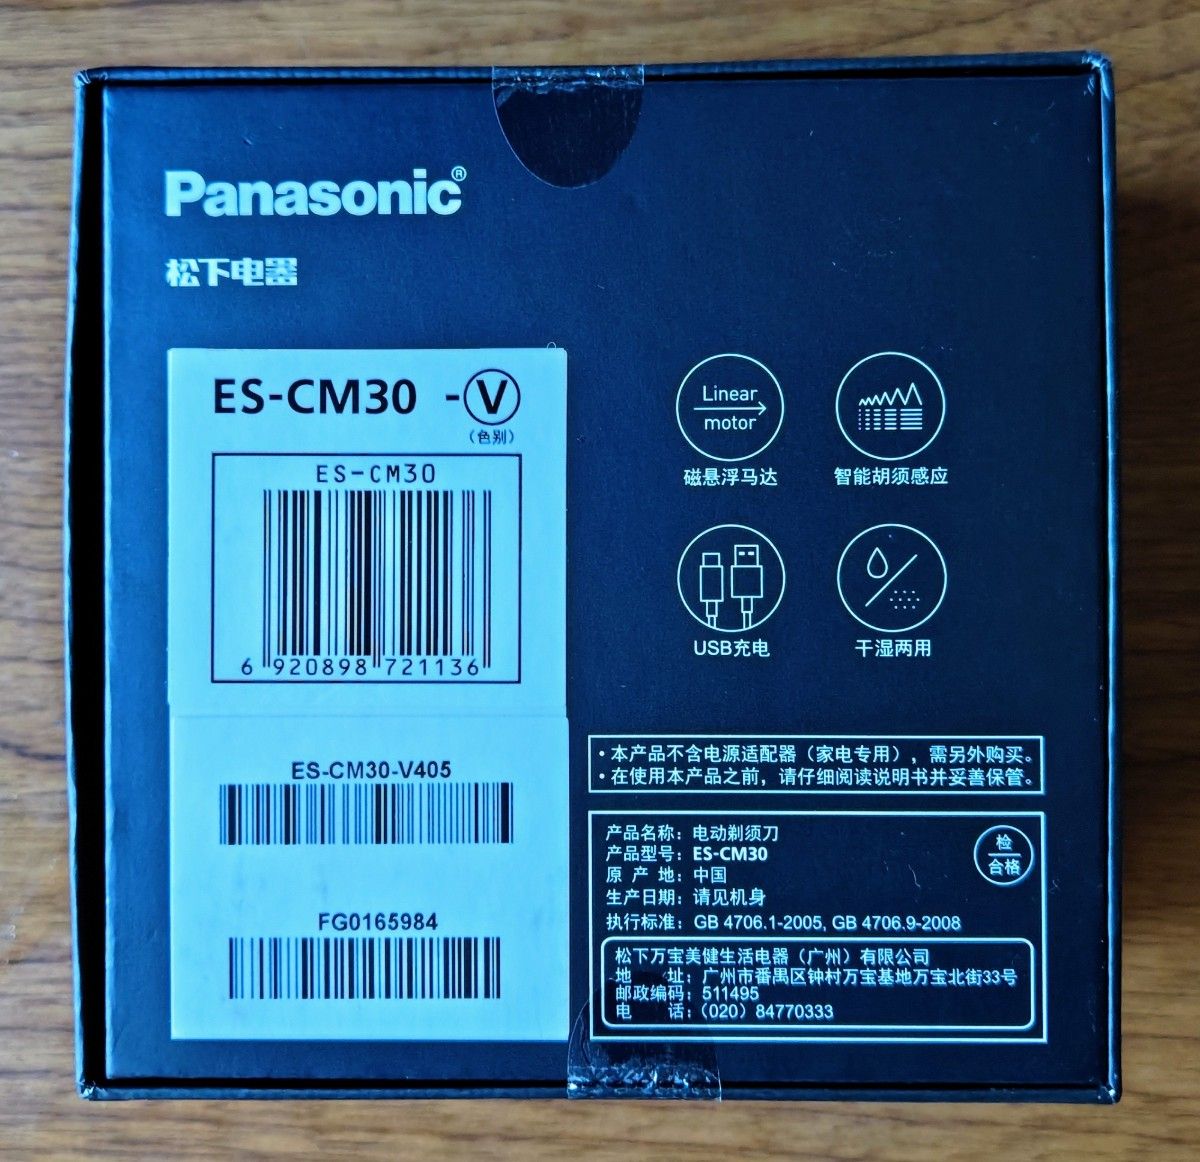 Panasonic®
松下电器
ES-CM30 -Ⓥ
(色别)
ES-CM30
6 920898 721136
ES-CM30-V405
FG0165984
Linear
motor
磁悬浮马达
智能胡须感应
USB充电
干湿两用
·本产品不含电源适配器（家电专用），需另外购买。
·在使用本产品之前，请仔细阅读说明书并妥善保管。
产品名称：电动剃须刀
产品型号：ES-CM30
原 产 地：中国
生产日期：请见机身
执行标准：GB 4706.1-2005, GB 4706.9-2008
检
合格
松下万宝美健生活电器（广州）有限公司
地 址：广州市番禺区钟村万宝基地万宝北街33号
邮政编码：511495
电 话：（020）84770333